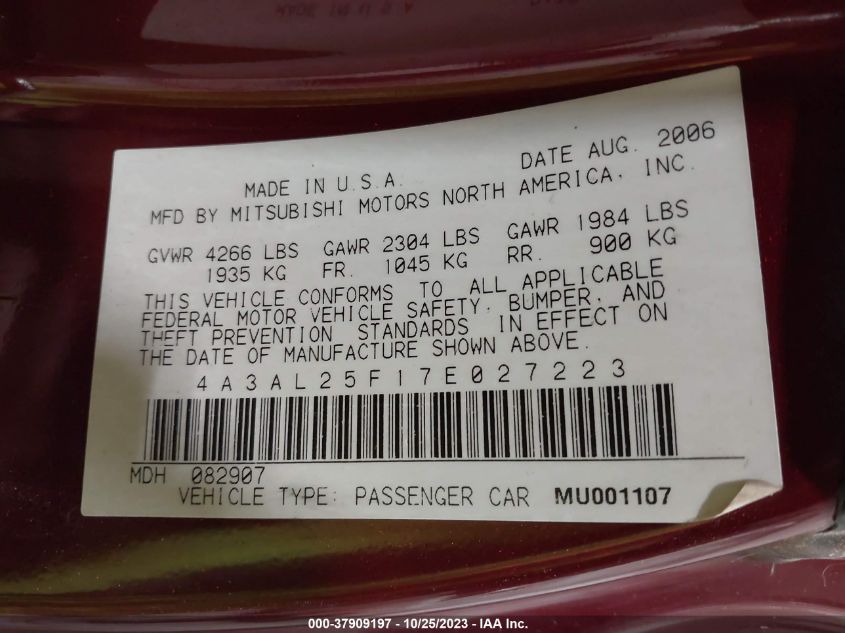 DATE AUG. 2006
MADE IN U.S.A.
MFD BY MITSUBISHI MOTORS NORTH AMERICA, INC.
GVWR 4266 LBS GAWR 2304 LBS GAWR 1984 LBS
1935 KG FR. 1045 KG RR. 900 KG
THIS VEHICLE CONFORMS TO ALL APPLICABLE
FEDERAL MOTOR VEHICLE SAFETY, BUMPER, AND
THEFT PREVENTION STANDARDS IN EFFECT ON
THE DATE OF MANUFACTURE SHOWN ABOVE.
4A3AL25F17E027223
MDH 082907
VEHICLE TYPE: PASSENGER CAR MU001107
000-37909197 - 10/25/2023 - IAA Inc.